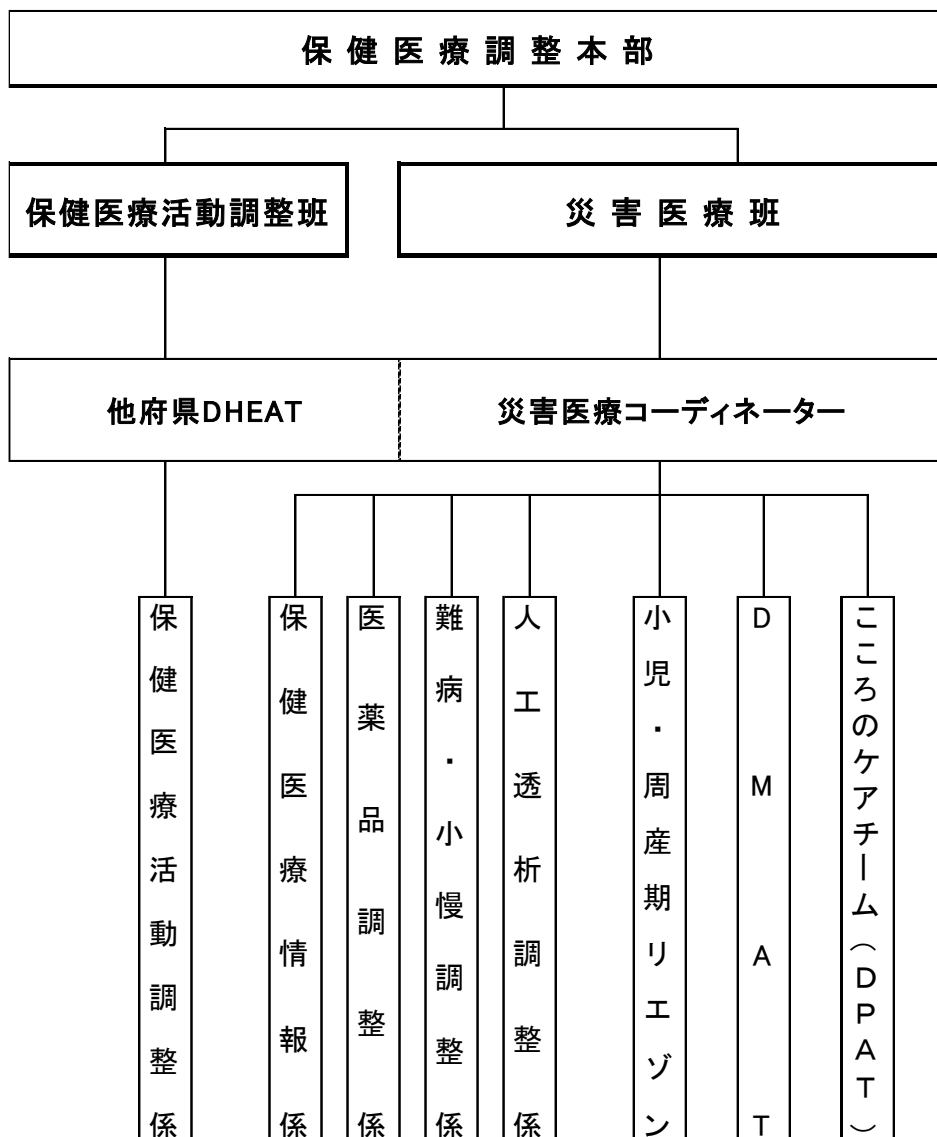 保健医療調整本部
保健医療活動調整班
災害医療班
他府県DHEAT
災害医療コーディネーター
保健医療活動調整係
保健医療情報係
医薬品調整係
難病・小慢調整係
人工透析調整係
小児・周産期リエゾン
DMAT
こころのケアチーム(DPAT)